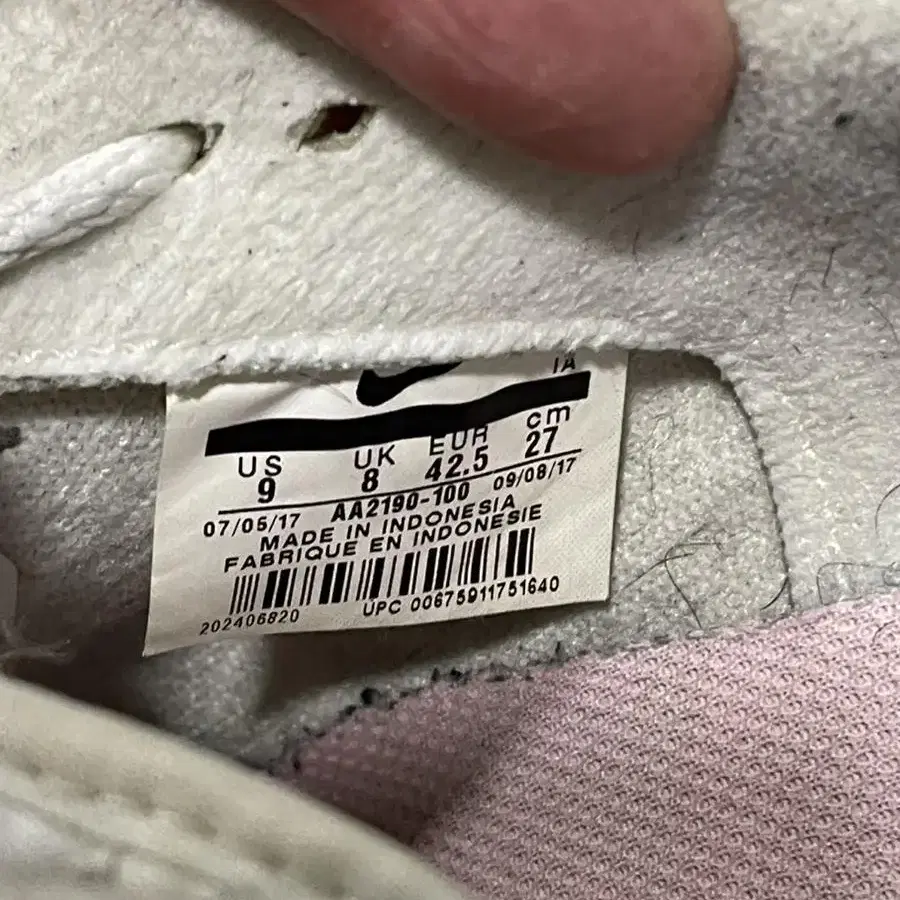 IA
US UK EUR cm
9 8 42.5 27
07/05/17 AA2190-100 09/08/17
MADE IN INDONESIA
FABRIQUE EN INDONÉSIE
202406820 UPC 00675911751640